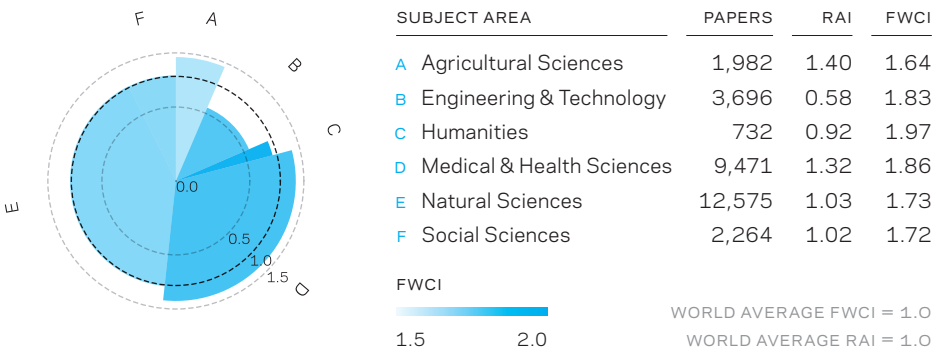 F
A
B
C
D
E
0.0
0.5
1.0
1.5
SUBJECT AREA PAPERS RAI FWCI
A Agricultural Sciences 1,982 1.40 1.64
B Engineering & Technology 3,696 0.58 1.83
C Humanities 732 0.92 1.97
D Medical & Health Sciences 9,471 1.32 1.86
E Natural Sciences 12,575 1.03 1.73
F Social Sciences 2,264 1.02 1.72
FWCI
1.5 2.0
WORLD AVERAGE FWCI = 1.0
WORLD AVERAGE RAI = 1.0